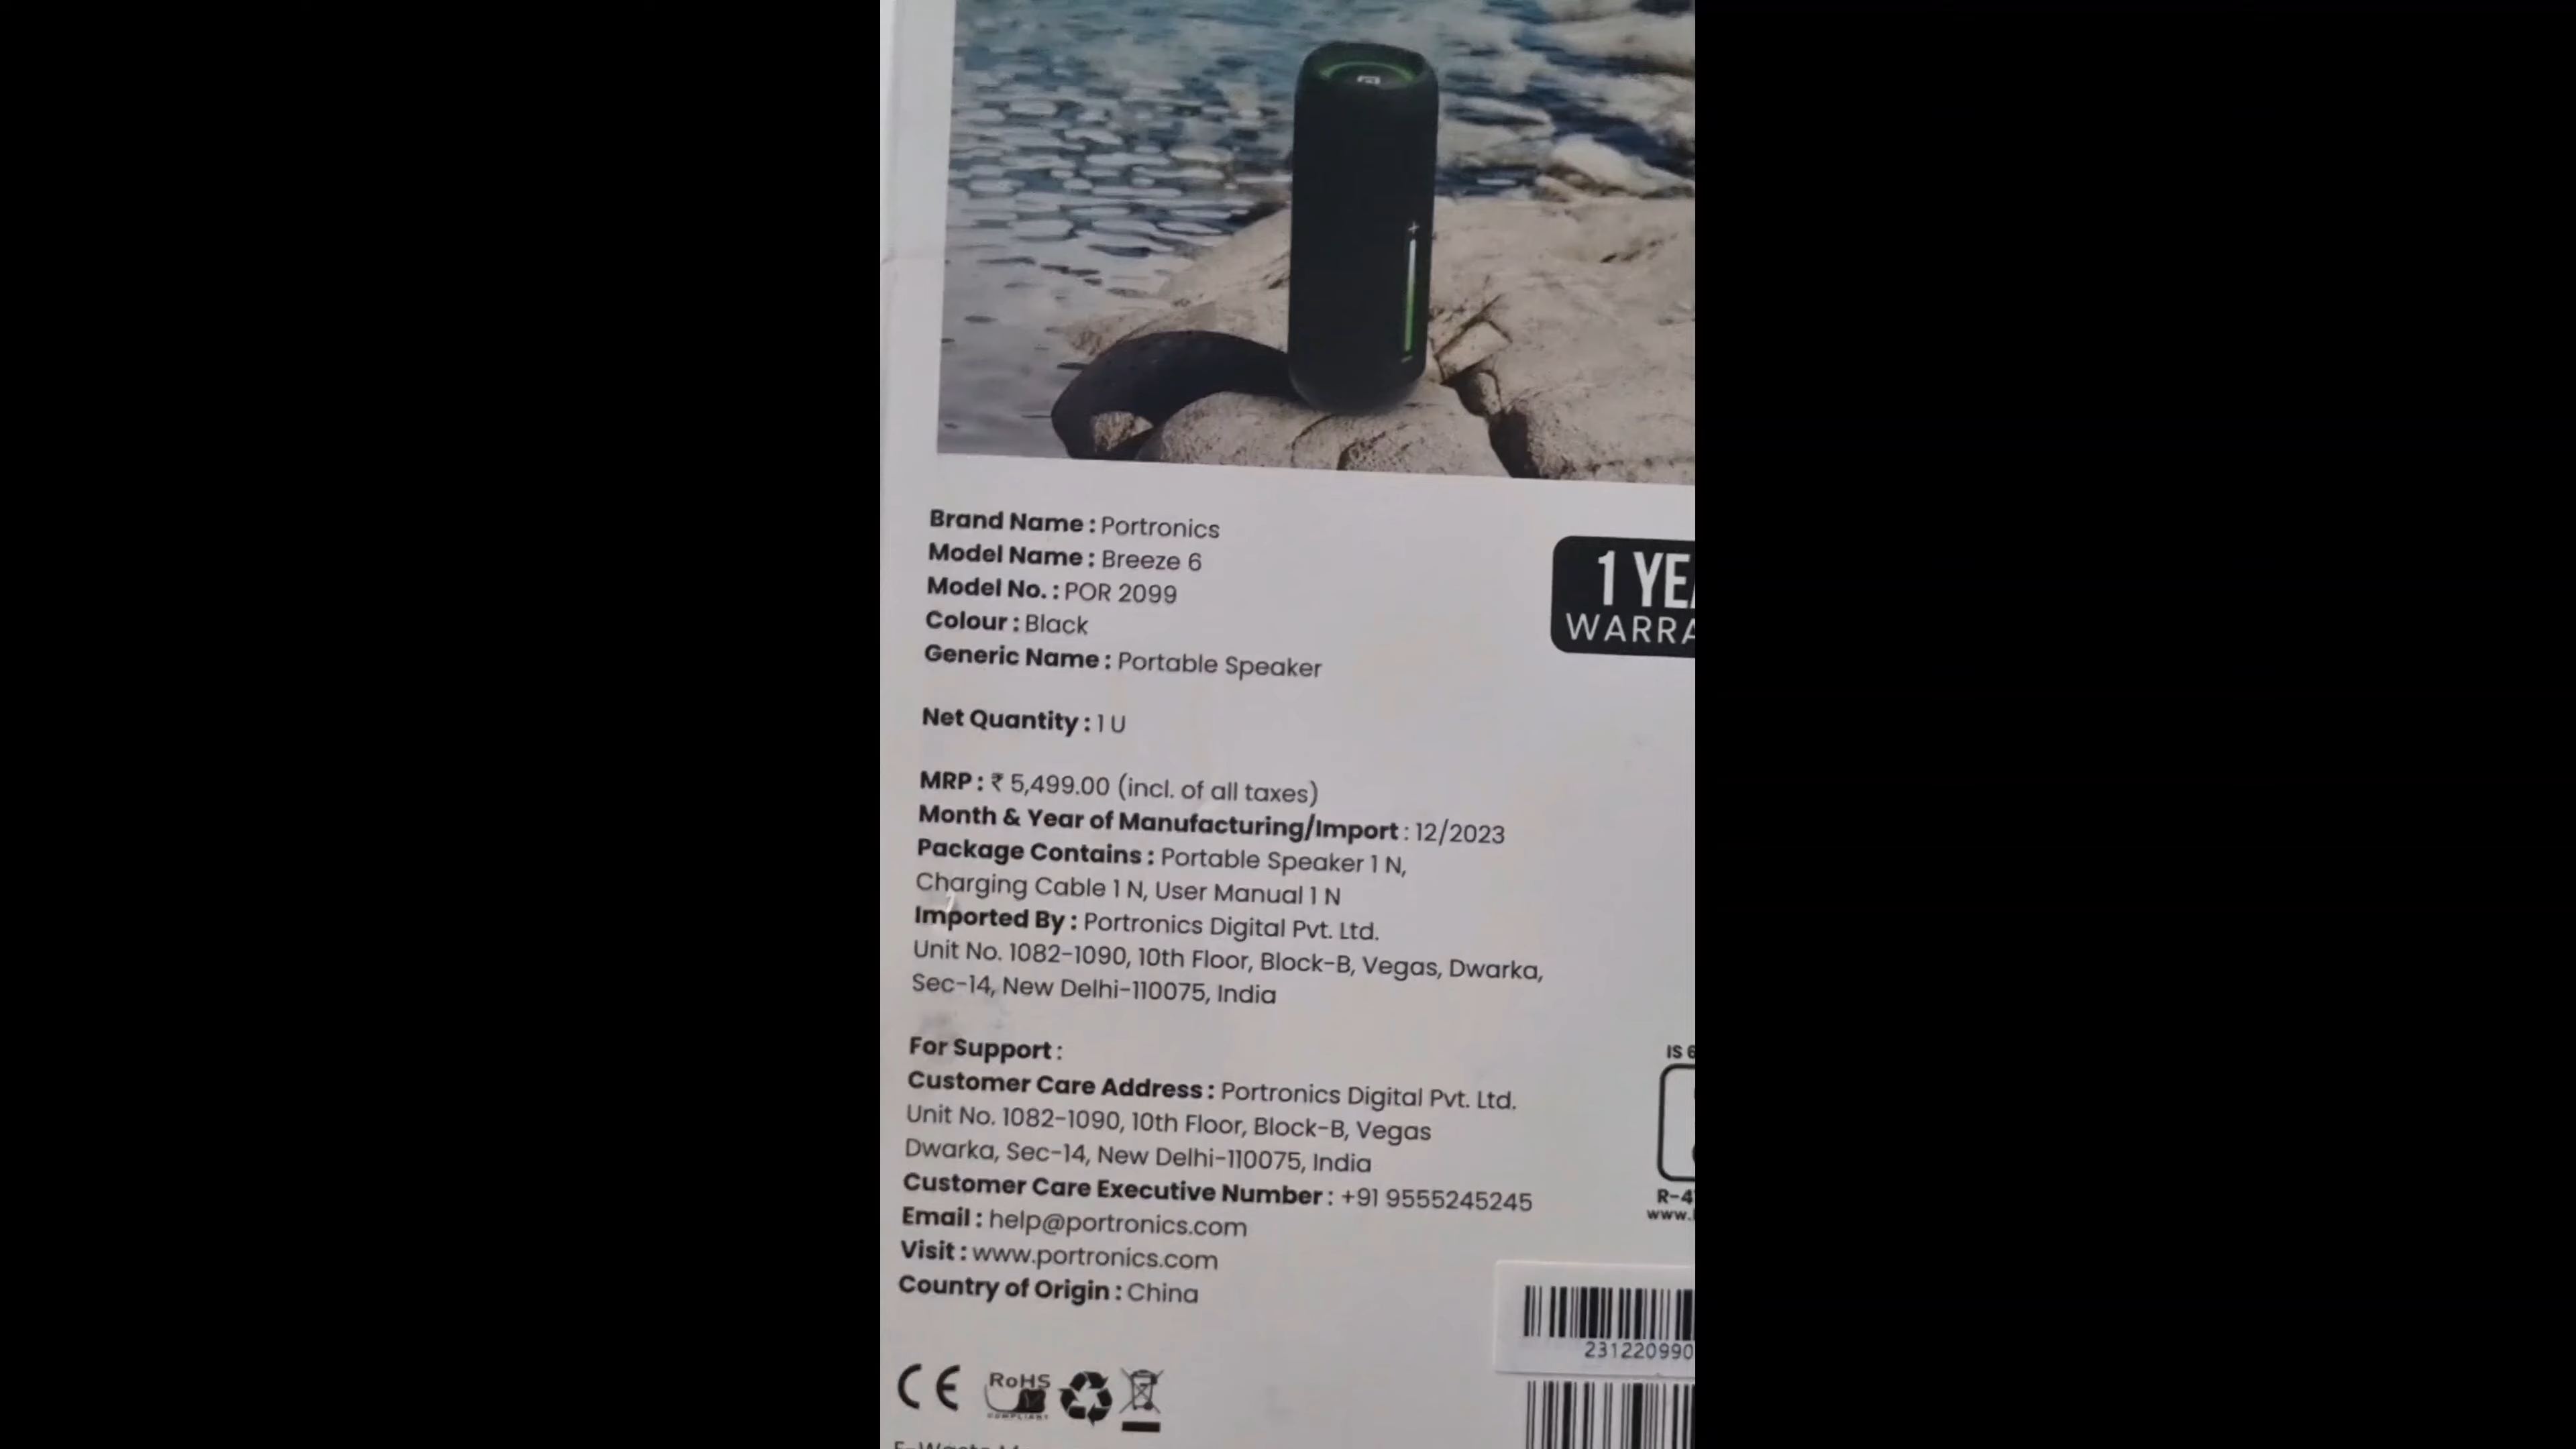 Brand Name : Portronics
Model Name : Breeze 6
Model No. : POR 2099
Colour : Black
Generic Name : Portable Speaker
1 YEA
WARRA
Net Quantity : 1 U
MRP : ₹ 5,499.00 (incl. of all taxes)
Month & Year of Manufacturing/Import : 12/2023
Package Contains : Portable Speaker 1 N,
Charging Cable 1 N, User Manual 1 N
Imported By : Portronics Digital Pvt. Ltd.
Unit No. 1082-1090, 10th Floor, Block-B, Vegas, Dwarka,
Sec-14, New Delhi-110075, India
For Support :
Customer Care Address : Portronics Digital Pvt. Ltd.
Unit No. 1082-1090, 10th Floor, Block-B, Vegas
Dwarka, Sec-14, New Delhi-110075, India
Customer Care Executive Number : +91 9555245245
Email : help@portronics.com
Visit : www.portronics.com
Country of Origin : China
IS 6
R-4
www.
231220990
CE
RoHS
COMPLIANT